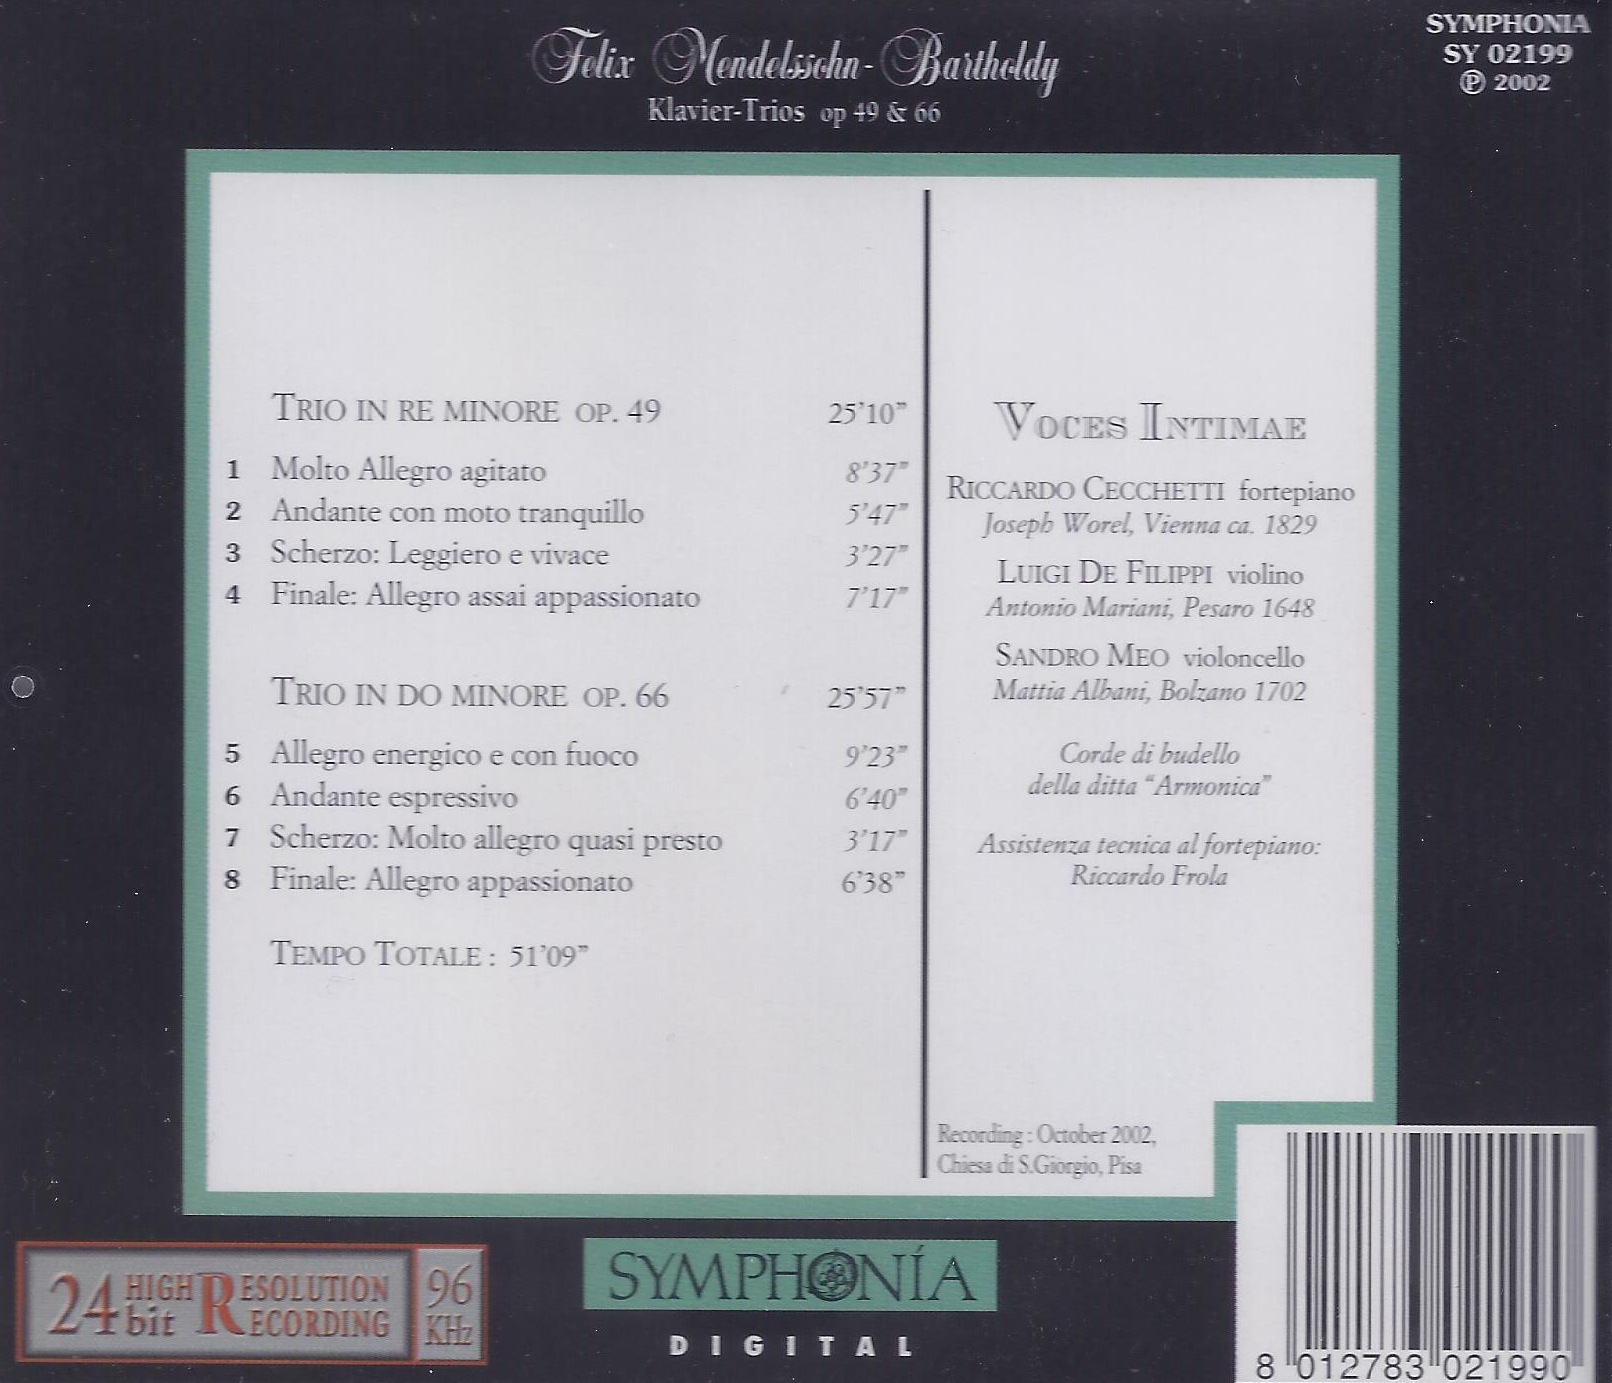 Felix Mendelssohn-Bartholdy
Klavier-Trios op 49 & 66
SYMPHONIA
SY 02199
℗ 2002
TRIO IN RE MINORE OP. 49 25'10"
1 Molto Allegro agitato 8'37"
2 Andante con moto tranquillo 5'47"
3 Scherzo: Leggiero e vivace 3'27"
4 Finale: Allegro assai appassionato 7'17"
TRIO IN DO MINORE OP. 66 25'57"
5 Allegro energico e con fuoco 9'23"
6 Andante espressivo 6'40"
7 Scherzo: Molto allegro quasi presto 3'17"
8 Finale: Allegro appassionato 6'38"
TEMPO TOTALE : 51'09"
VOCES INTIMAE
RICCARDO CECCHETTI fortepiano
Joseph Worel, Vienna ca. 1829
LUIGI DE FILIPPI violino
Antonio Mariani, Pesaro 1648
SANDRO MEO violoncello
Mattia Albani, Bolzano 1702
Corde di budello
della ditta "Armonica"
Assistenza tecnica al fortepiano:
Riccardo Frola
Recording : October 2002,
Chiesa di S.Giorgio, Pisa
24 bit HIGH RESOLUTION RECORDING 96 KHz
SYMPHONÍA
DIGITAL
8 012783 021990